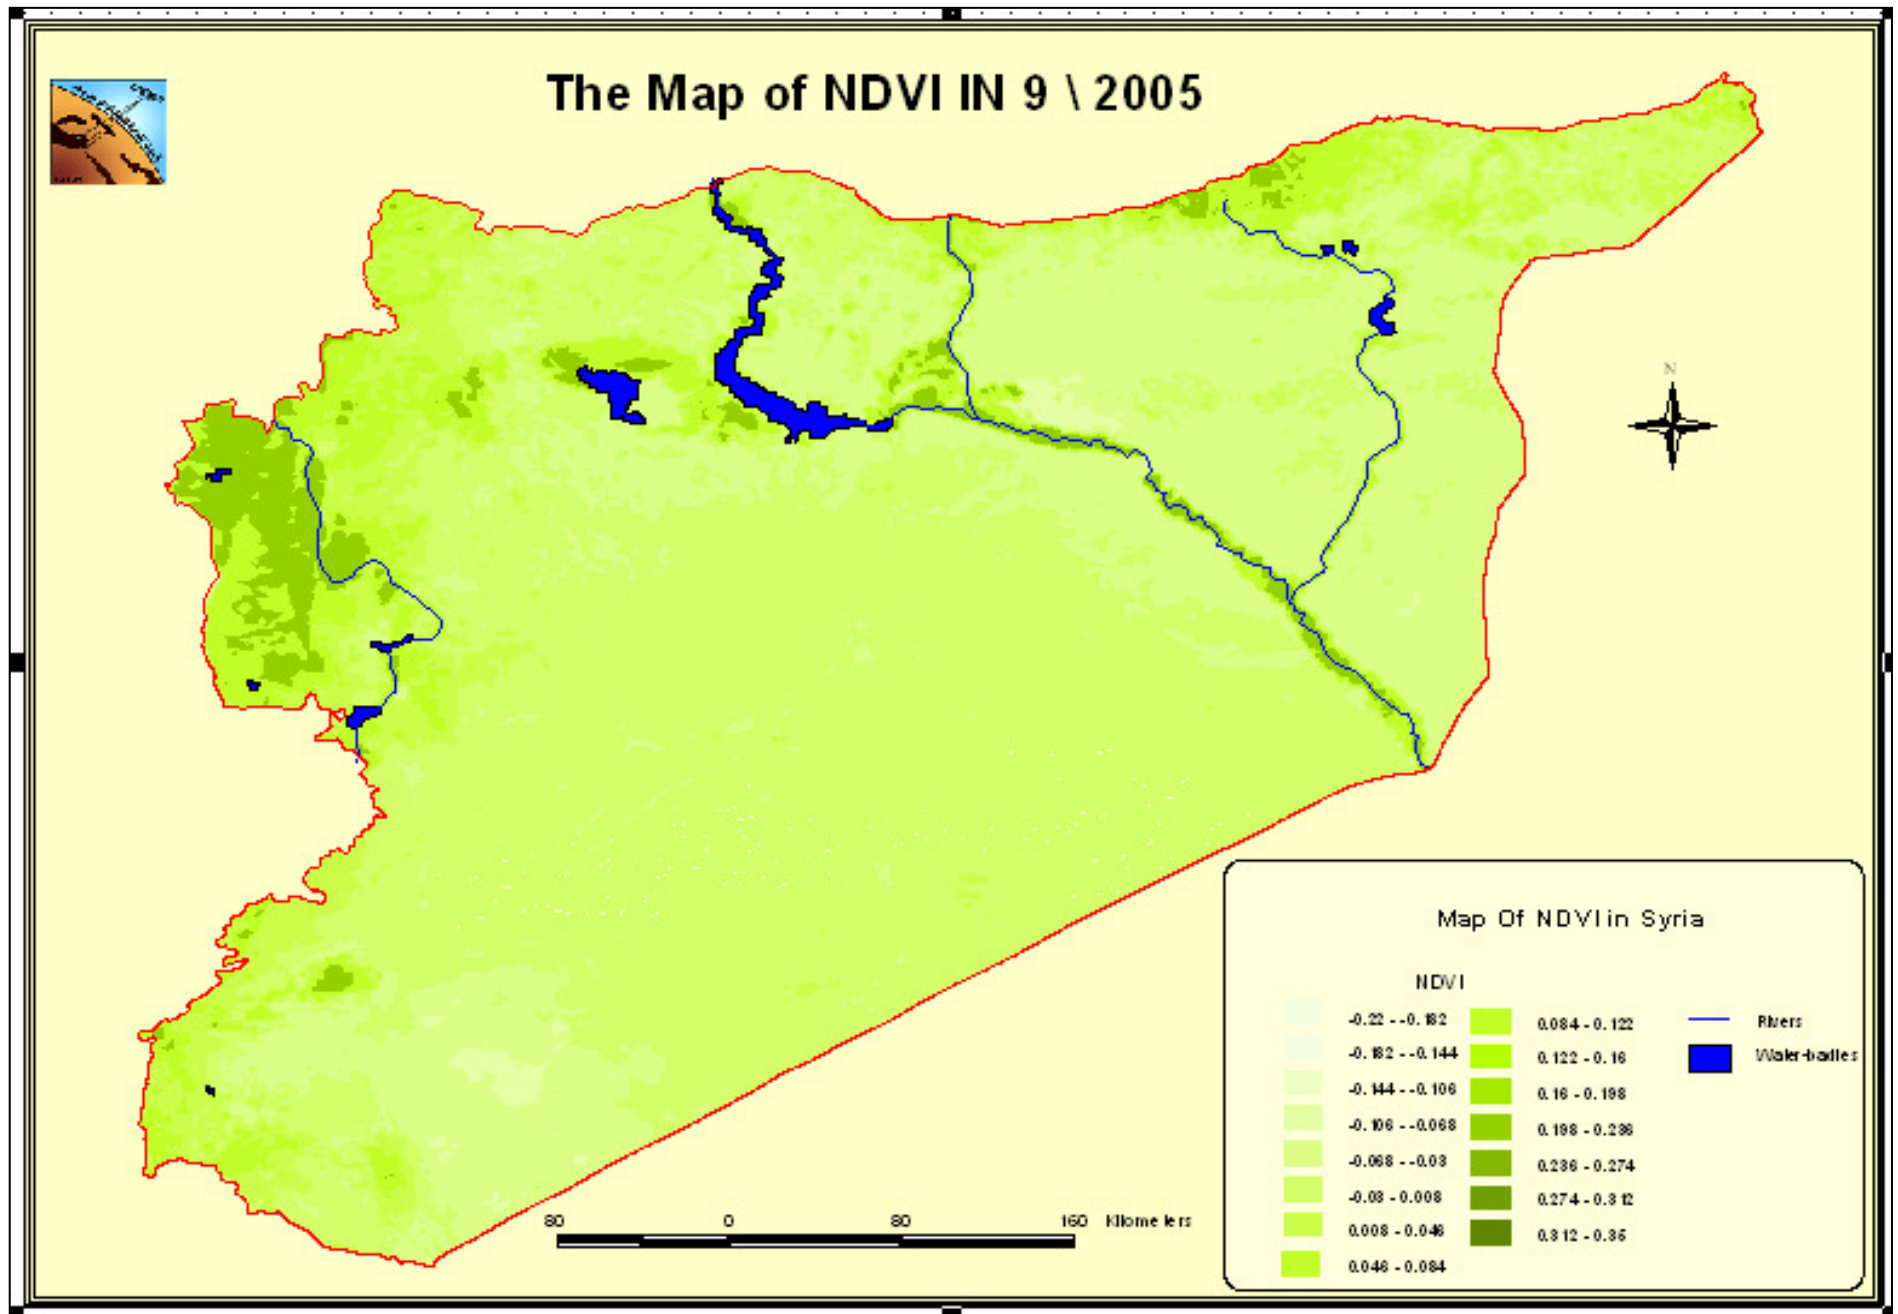 The Map of NDVI IN 9 \ 2005
N
Map Of NDVI in Syria
NDVI
-0.22 - -0.182
-0.182 - -0.144
-0.144 - -0.106
-0.106 - -0.068
-0.068 - -0.03
-0.03 - 0.008
0.008 - 0.046
0.046 - 0.084
0.084 - 0.122
0.122 - 0.16
0.16 - 0.198
0.198 - 0.236
0.236 - 0.274
0.274 - 0.312
0.312 - 0.35
Rivers
Water-badies
80 0 80 160 Kilometers